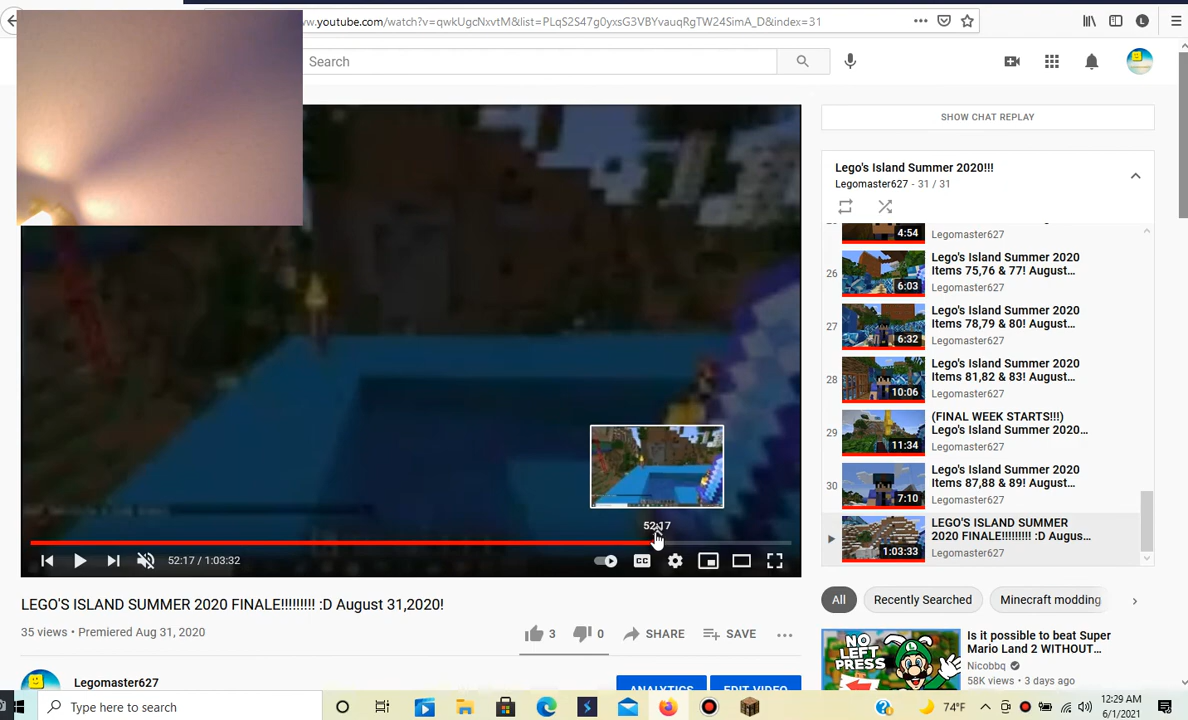 w.youtube.com/watch?v=qwkUgcNxvtM&list=PLqS2S47g0yxsG3VBYvauqRgTW24SimA_D&index=31
Search
SHOW CHAT REPLAY
Lego's Island Summer 2020!!!
Legomaster627 - 31 / 31
4:54
Legomaster627
26
6:03
Lego's Island Summer 2020
Items 75,76 & 77! August...
Legomaster627
27
6:32
Lego's Island Summer 2020
Items 78,79 & 80! August...
Legomaster627
28
10:06
Lego's Island Summer 2020
Items 81,82 & 83! August...
Legomaster627
29
11:34
(FINAL WEEK STARTS!!!)
Lego's Island Summer 2020...
Legomaster627
30
7:10
Lego's Island Summer 2020
Items 87,88 & 89! August...
Legomaster627
1:03:33
LEGO'S ISLAND SUMMER
2020 FINALE!!!!!!!!! :D Augus...
Legomaster627
52:17
52:17 / 1:03:32
CC
LEGO'S ISLAND SUMMER 2020 FINALE!!!!!!!!! :D August 31,2020!
35 views • Premiered Aug 31, 2020
3
0
SHARE
SAVE
Legomaster627
ANALYTICS
EDIT VIDEO
All
Recently Searched
Minecraft modding
NO
LEFT
PRESS
Is it possible to beat Super
Mario Land 2 WITHOUT...
Nicobbq
58K views • 3 days ago
Type here to search
74°F
12:29 AM
6/1/2021